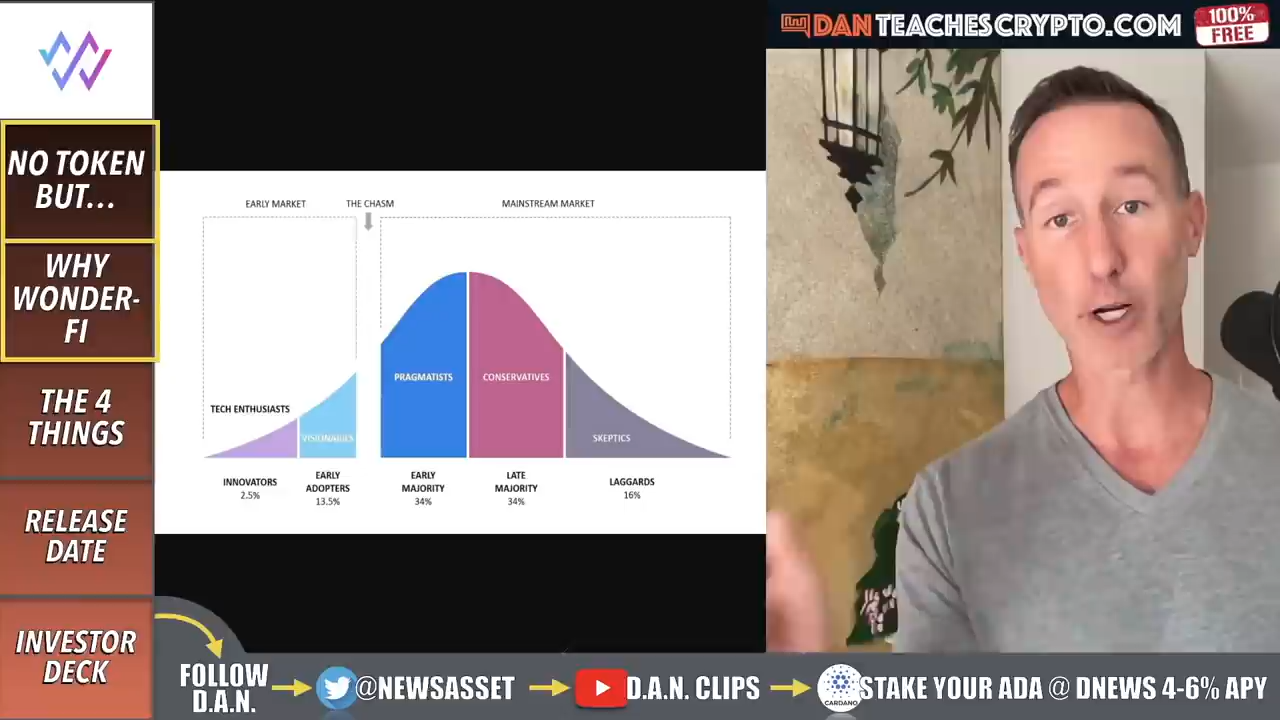 DANTEACHESCRYPTO.COM
100%
FREE
NO TOKEN
BUT...
WHY
WONDER-
FI
THE 4
THINGS
RELEASE
DATE
INVESTOR
DECK
EARLY MARKET
THE CHASM
MAINSTREAM MARKET
TECH ENTHUSIASTS
VISIONARIES
PRAGMATISTS
CONSERVATIVES
SKEPTICS
INNOVATORS
2.5%
EARLY
ADOPTERS
13.5%
EARLY
MAJORITY
34%
LATE
MAJORITY
34%
LAGGARDS
16%
FOLLOW
D.A.N.
@NEWSASSET
D.A.N. CLIPS
CARDANO
STAKE YOUR ADA @ DNEWS 4-6% APY